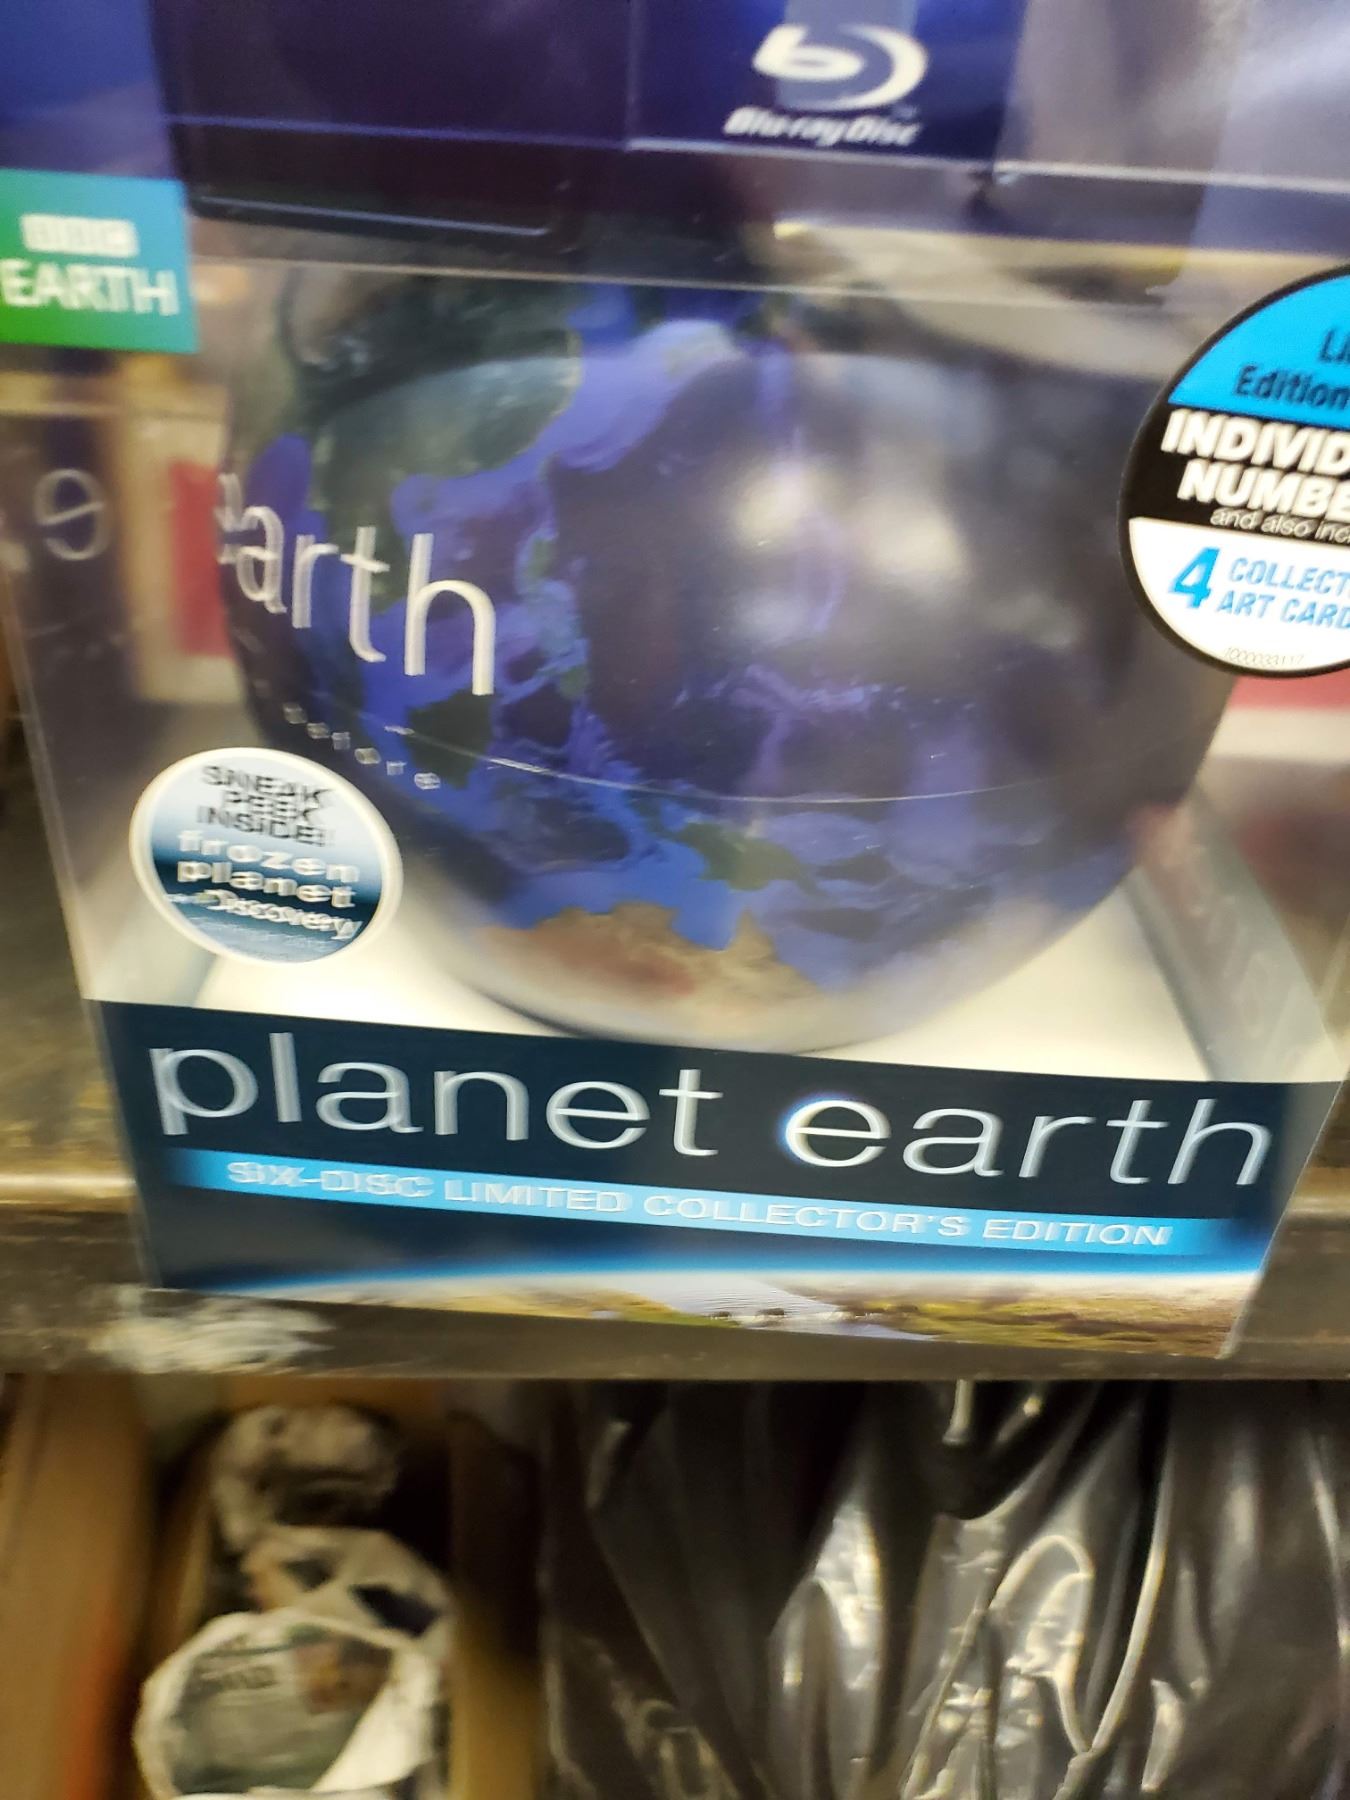 Blu-ray Disc
BBC
EARTH
Edition
INDIVID
NUMBE
and also inc
4 COLLECT
ART CARD
earth
SNEAK
PEEK
INSIDE!
frozen
planet
Discovery
planet earth
SIX-DISC LIMITED COLLECTOR'S EDITION